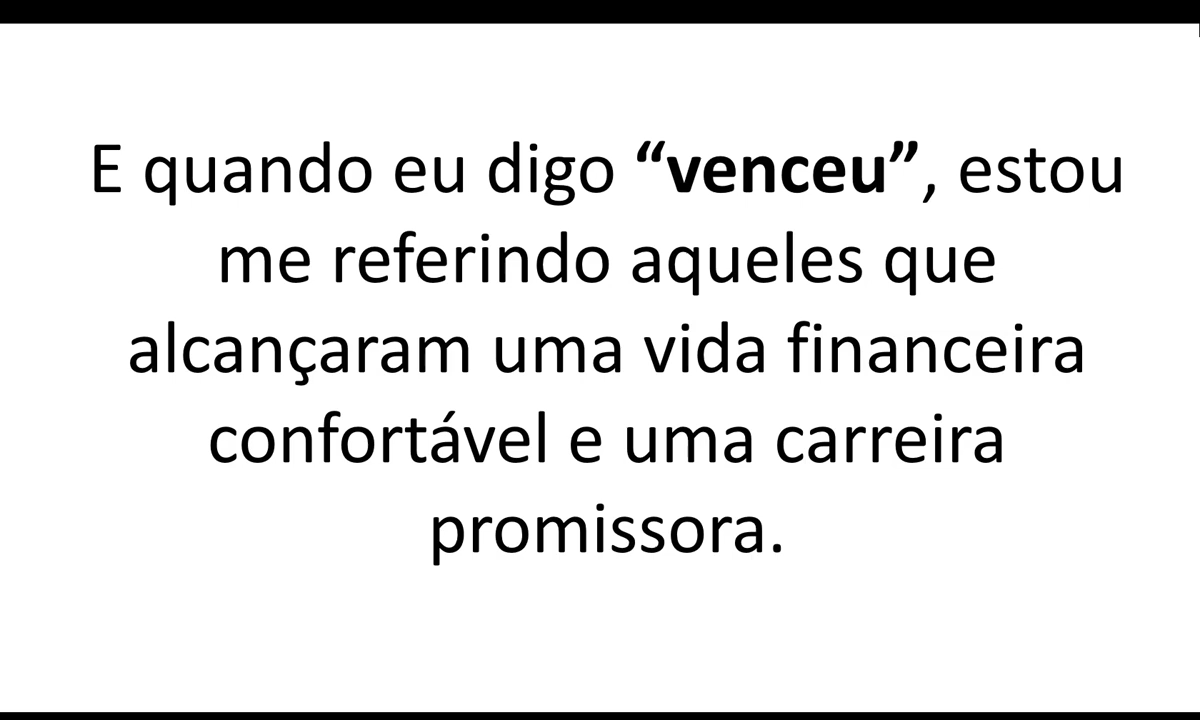 E quando eu digo “venceu”, estou
me referindo aqueles que
alcançaram uma vida financeira
confortável e uma carreira
promissora.